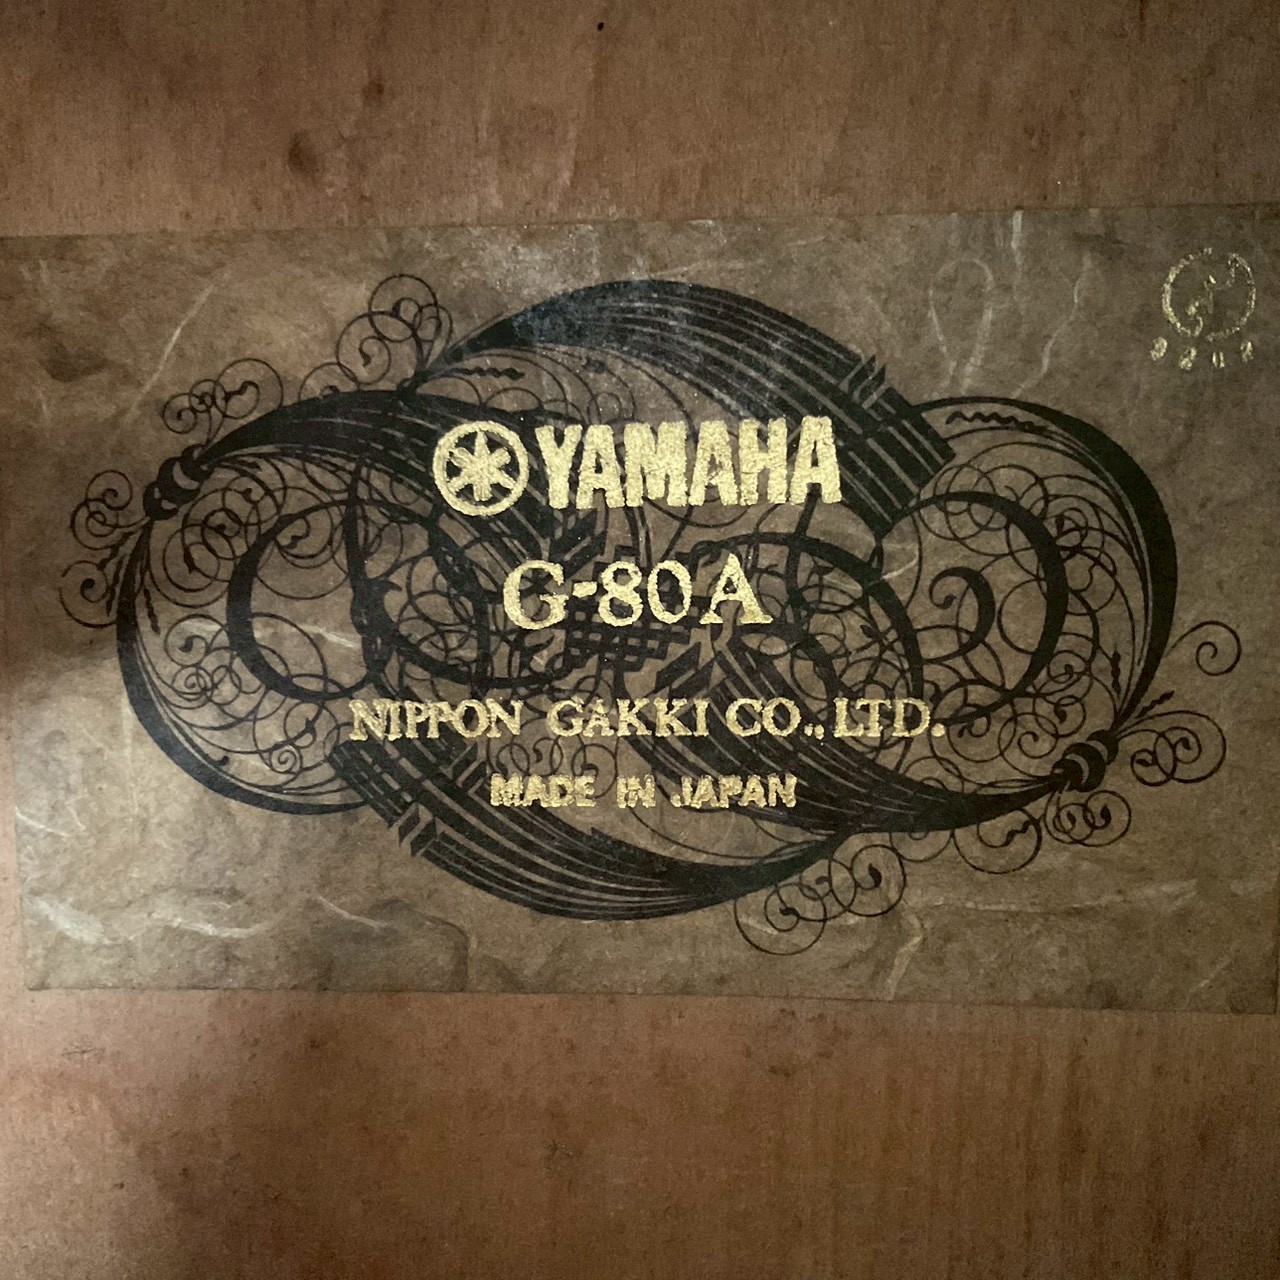 YAMAHA
G-80A
NIPPON GAKKI CO., LTD.
MADE IN JAPAN